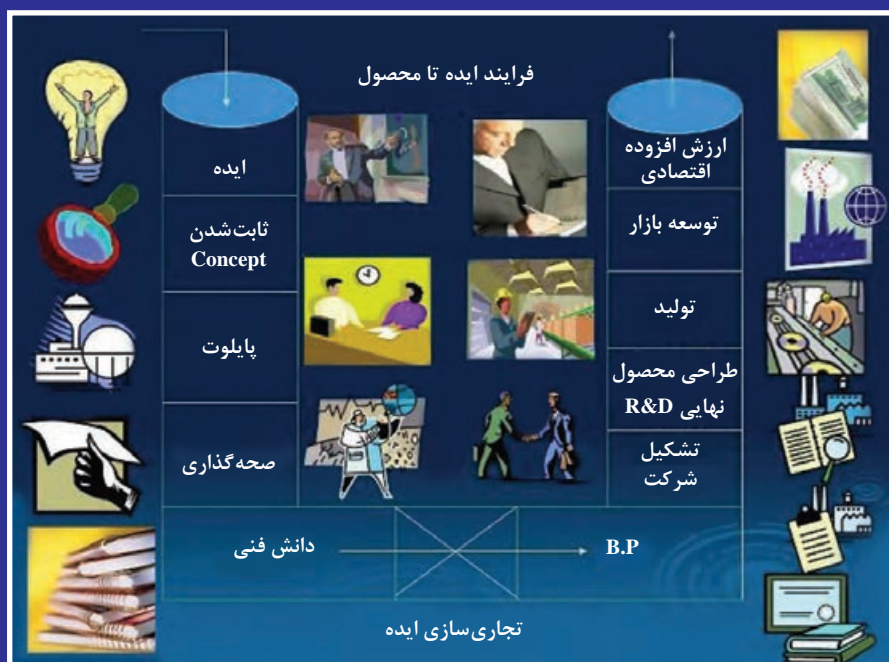 فرایند ایده تا محصول
ایده
ثابت‌شدن
Concept
پایلوت
صحه‌گذاری
دانش فنی
B.P
تشکیل
شرکت
طراحی محصول
نهایی R&D
تولید
توسعه بازار
ارزش افزوده
اقتصادی
تجاری‌سازی ایده